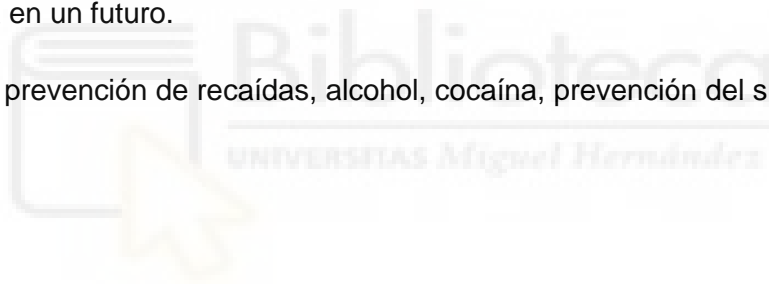 en un futuro.
Biblioteca
prevención de recaídas, alcohol, cocaína, prevención del s
UNIVERSITAS Miguel Hernández